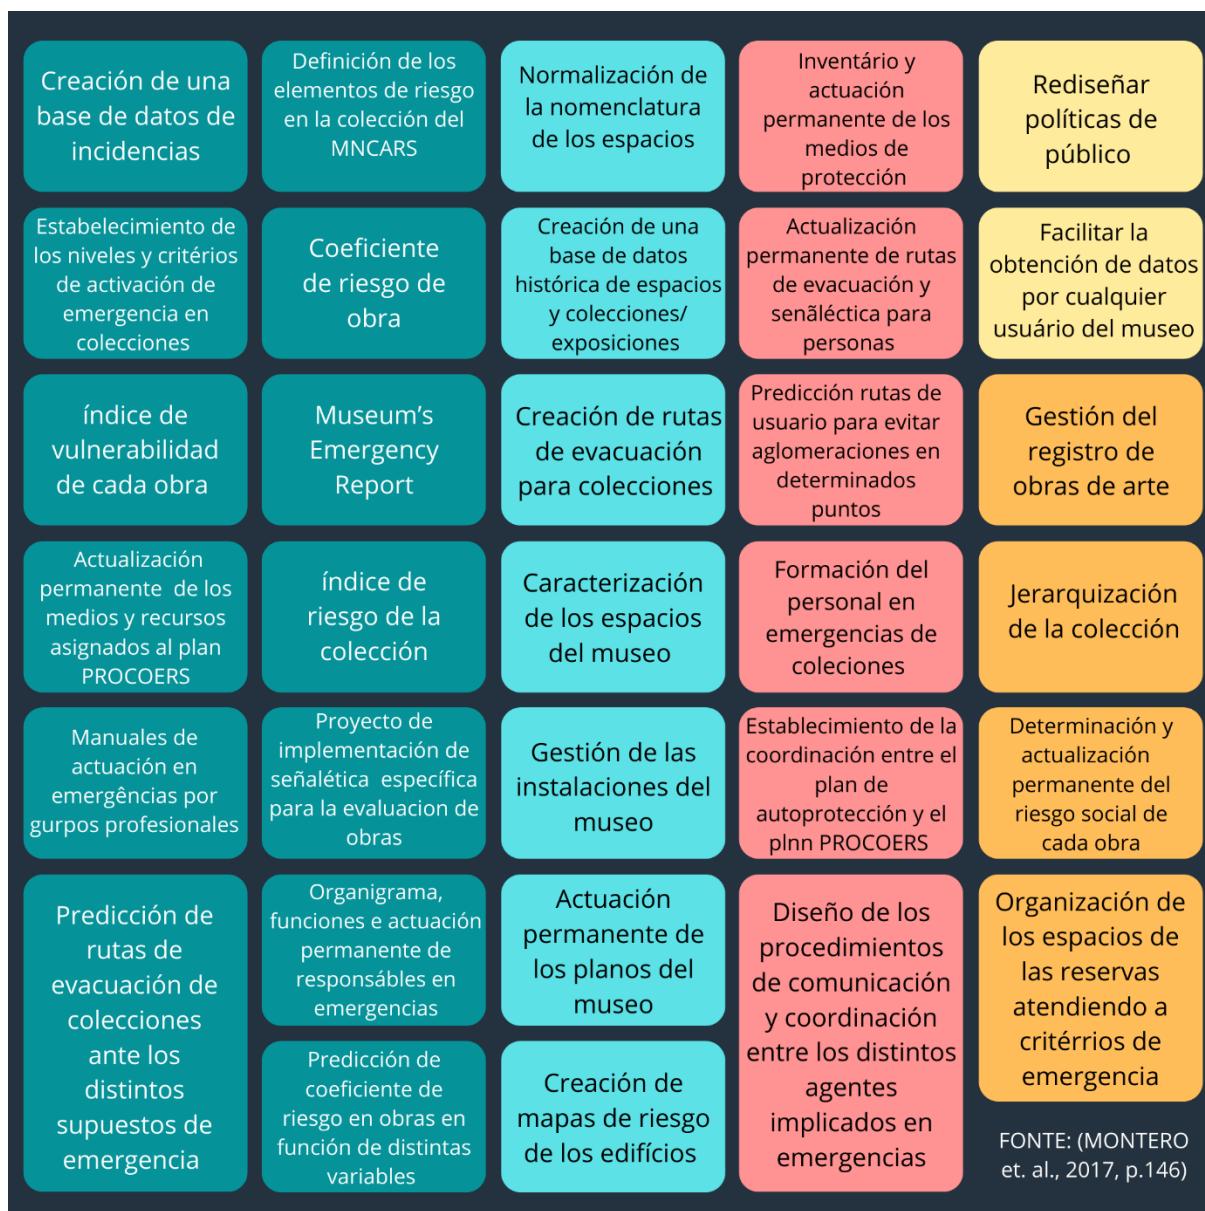 Creación de una
base de datos de
incidencias
Definición de los
elementos de riesgo
en la colección del
MNCARS
Normalización de
la nomenclatura
de los espacios
Inventário y
actuación
permanente de los
medios de
protección
Rediseñar
políticas de
público
Estabelecimiento de
los niveles y critérios
de activación de
emergencia en
colecciones
Coeficiente
de riesgo de
obra
Creación de una
base de datos
histórica de espacios
y colecciones/
exposiciones
Actualización
permanente de rutas
de evacuación y
senãléctica para
personas
Facilitar la
obtención de datos
por cualquier
usuário del museo
índice de
vulnerabilidad
de cada obra
Museum's
Emergency
Report
Creación de rutas
de evacuación
para colecciones
Predicción rutas de
usuario para evitar
aglomeraciones en
determinados
puntos
Gestión del
registro de
obras de arte
Actualización
permanente de los
medios y recursos
asignados al plan
PROCOERS
índice de
riesgo de la
colección
Caracterización
de los espacios
del museo
Formación del
personal en
emergencias de
coleciones
Jerarquización
de la colección
Manuales de
actuación en
emergências por
gurpos profesionales
Proyecto de
implementación de
señalética específica
para la evaluacion de
obras
Gestión de las
instalaciones del
museo
Establecimiento de la
coordinación entre el
plan de
autoprotección y el
plnn PROCOERS
Determinación y
actualización
permanente del
riesgo social de
cada obra
Predicción de
rutas de
evacuación de
colecciones
ante los
distintos
supuestos de
emergencia
Organigrama,
funciones e actuación
permanente de
responsábles en
emergencias
Actuación
permanente de
los planos del
museo
Diseño de los
procedimientos
de comunicación
y coordinación
entre los distintos
agentes
implicados en
emergencias
Organización de
los espacios de
las reservas
atendiendo a
critérrios de
emergencia
Predicción de
coeficiente de
riesgo en obras en
función de distintas
variables
Creación de
mapas de riesgo
de los edifícios
FONTE: (MONTERO
et. al., 2017, p.146)